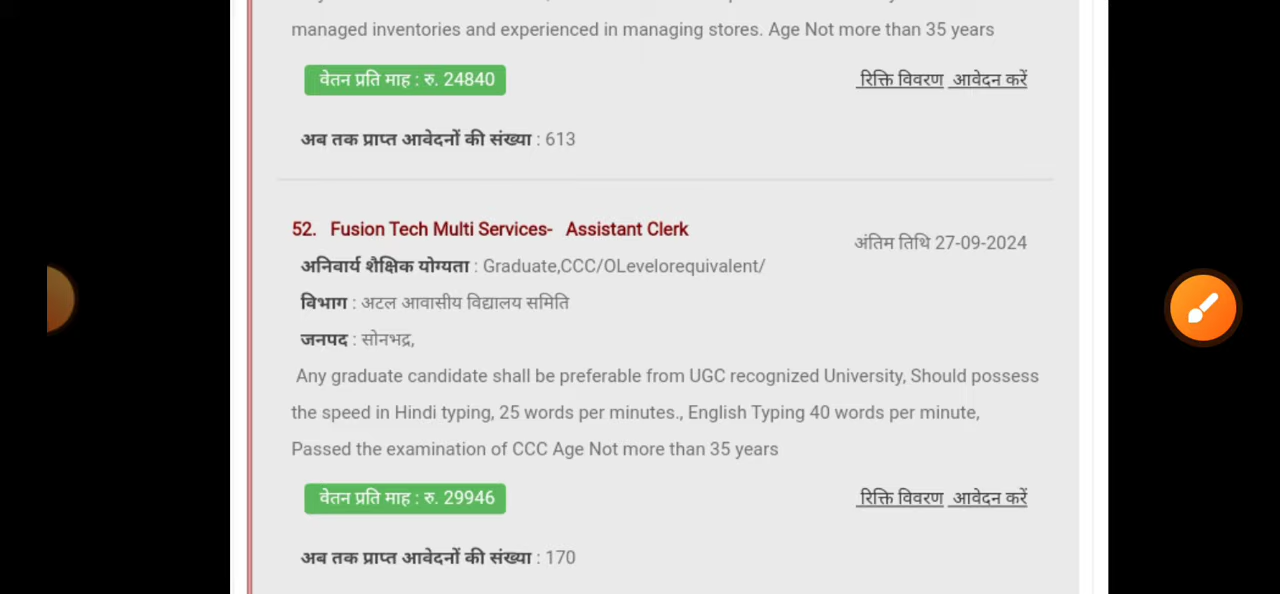 managed inventories and experienced in managing stores. Age Not more than 35 years
वेतन प्रति माह : रु. 24840
रिक्ति विवरण आवेदन करें
अब तक प्राप्त आवेदनों की संख्या : 613
52. Fusion Tech Multi Services- Assistant Clerk
अंतिम तिथि 27-09-2024
अनिवार्य शैक्षिक योग्यता : Graduate,CCC/OLevelorequivalent/
विभाग : अटल आवासीय विद्यालय समिति
जनपद : सोनभद्र,
Any graduate candidate shall be preferable from UGC recognized University, Should possess
the speed in Hindi typing, 25 words per minutes., English Typing 40 words per minute,
Passed the examination of CCC Age Not more than 35 years
वेतन प्रति माह : रु. 29946
रिक्ति विवरण आवेदन करें
अब तक प्राप्त आवेदनों की संख्या : 170